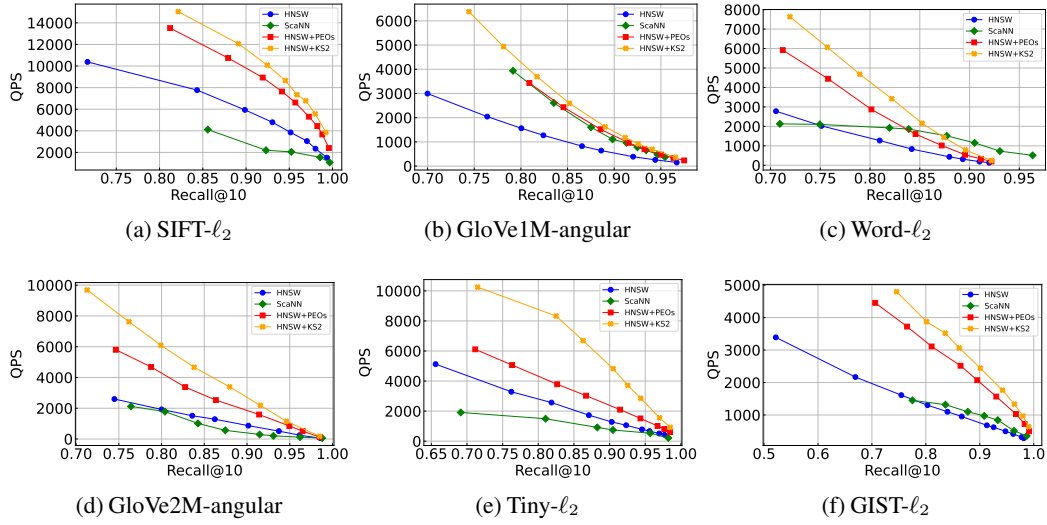 14000
12000
10000
8000
6000
4000
2000
QPS
0.75 0.80 0.85 0.90 0.95 1.00
Recall@10
HNSW
ScaNN
HNSW+PEOs
HNSW+KS2
(a) SIFT-ℓ₂
6000
5000
4000
3000
2000
1000
0
QPS
0.70 0.75 0.80 0.85 0.90 0.95
Recall@10
HNSW
ScaNN
HNSW+PEOs
HNSW+KS2
(b) GloVe1M-angular
8000
7000
6000
5000
4000
3000
2000
1000
0
QPS
0.70 0.75 0.80 0.85 0.90 0.95
Recall@10
HNSW
ScaNN
HNSW+PEOs
HNSW+KS2
(c) Word-ℓ₂
10000
8000
6000
4000
2000
0
QPS
0.70 0.75 0.80 0.85 0.90 0.95 1.00
Recall@10
HNSW
ScaNN
HNSW+PEOs
HNSW+KS2
(d) GloVe2M-angular
10000
8000
6000
4000
2000
0
QPS
0.65 0.70 0.75 0.80 0.85 0.90 0.95 1.00
Recall@10
HNSW
ScaNN
HNSW+PEOs
HNSW+KS2
(e) Tiny-ℓ₂
5000
4000
3000
2000
1000
QPS
0.5 0.6 0.7 0.8 0.9 1.0
Recall@10
HNSW
ScaNN
HNSW+PEOs
HNSW+KS2
(f) GIST-ℓ₂